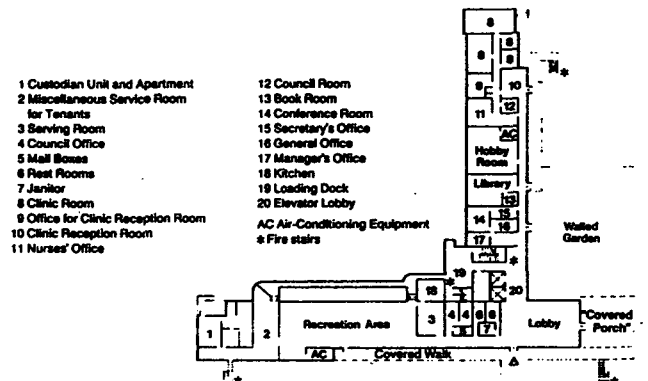 1 Custodian Unit and Apartment
2 Miscellaneous Service Room
for Tenants
3 Serving Room
4 Council Office
5 Mail Boxes
6 Rest Rooms
7 Janitor
8 Clinic Room
9 Office for Clinic Reception Room
10 Clinic Reception Room
11 Nurses' Office
12 Council Room
13 Book Room
14 Conference Room
15 Secretary's Office
16 General Office
17 Manager's Office
18 Kitchen
19 Loading Dock
20 Elevator Lobby
AC Air-Conditioning Equipment
* Fire stairs
8
1
8
8
8
*
9
10
11
12
AC
Hobby
Room
Library
13
14
15
16
17
Walled
Garden
*
19
*
18
20
1
2
Recreation Area
3
4
4
6
6
5
7
Lobby
"Covered
Porch"
AC
Covered Walk
*
*